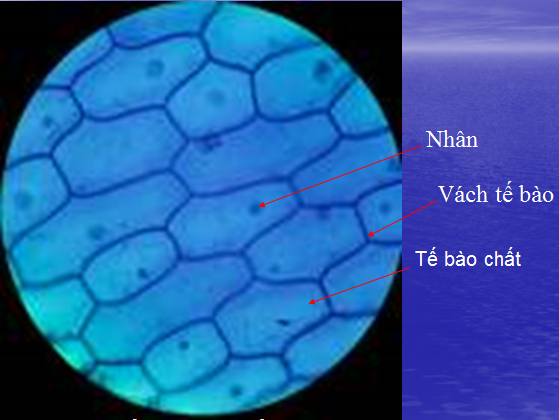 Nhân
Vách tế bào
Tế bào chất